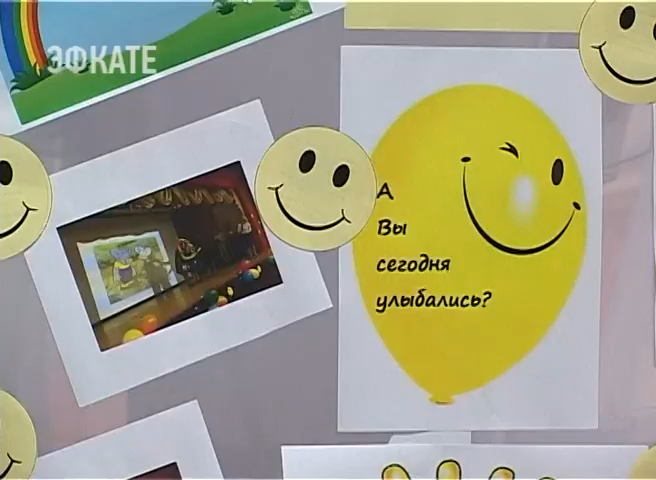 ЭФКАТЕ
А
Вы
сегодня
улыбались?